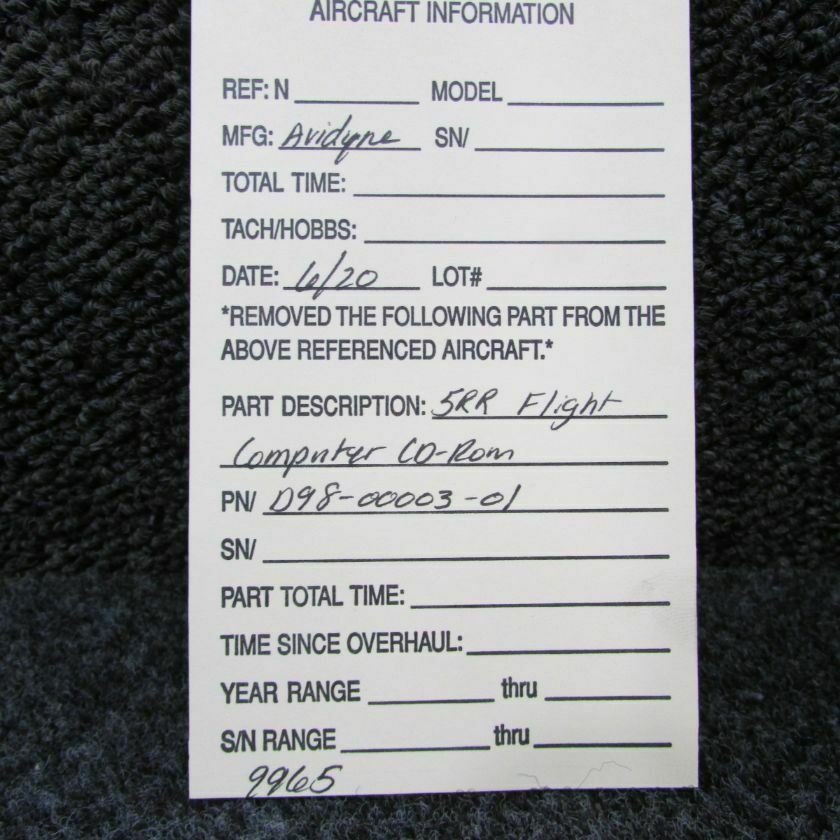 AIRCRAFT INFORMATION
REF: N MODEL
MFG: Avidyne SN/
TOTAL TIME:
TACH/HOBBS:
DATE: 6/20 LOT#
*REMOVED THE FOLLOWING PART FROM THE
ABOVE REFERENCED AIRCRAFT.*
PART DESCRIPTION: 5RR Flight
Computer CD-Rom
PN/ D98-00003-01
SN/
PART TOTAL TIME:
TIME SINCE OVERHAUL:
YEAR RANGE thru
S/N RANGE thru
9965